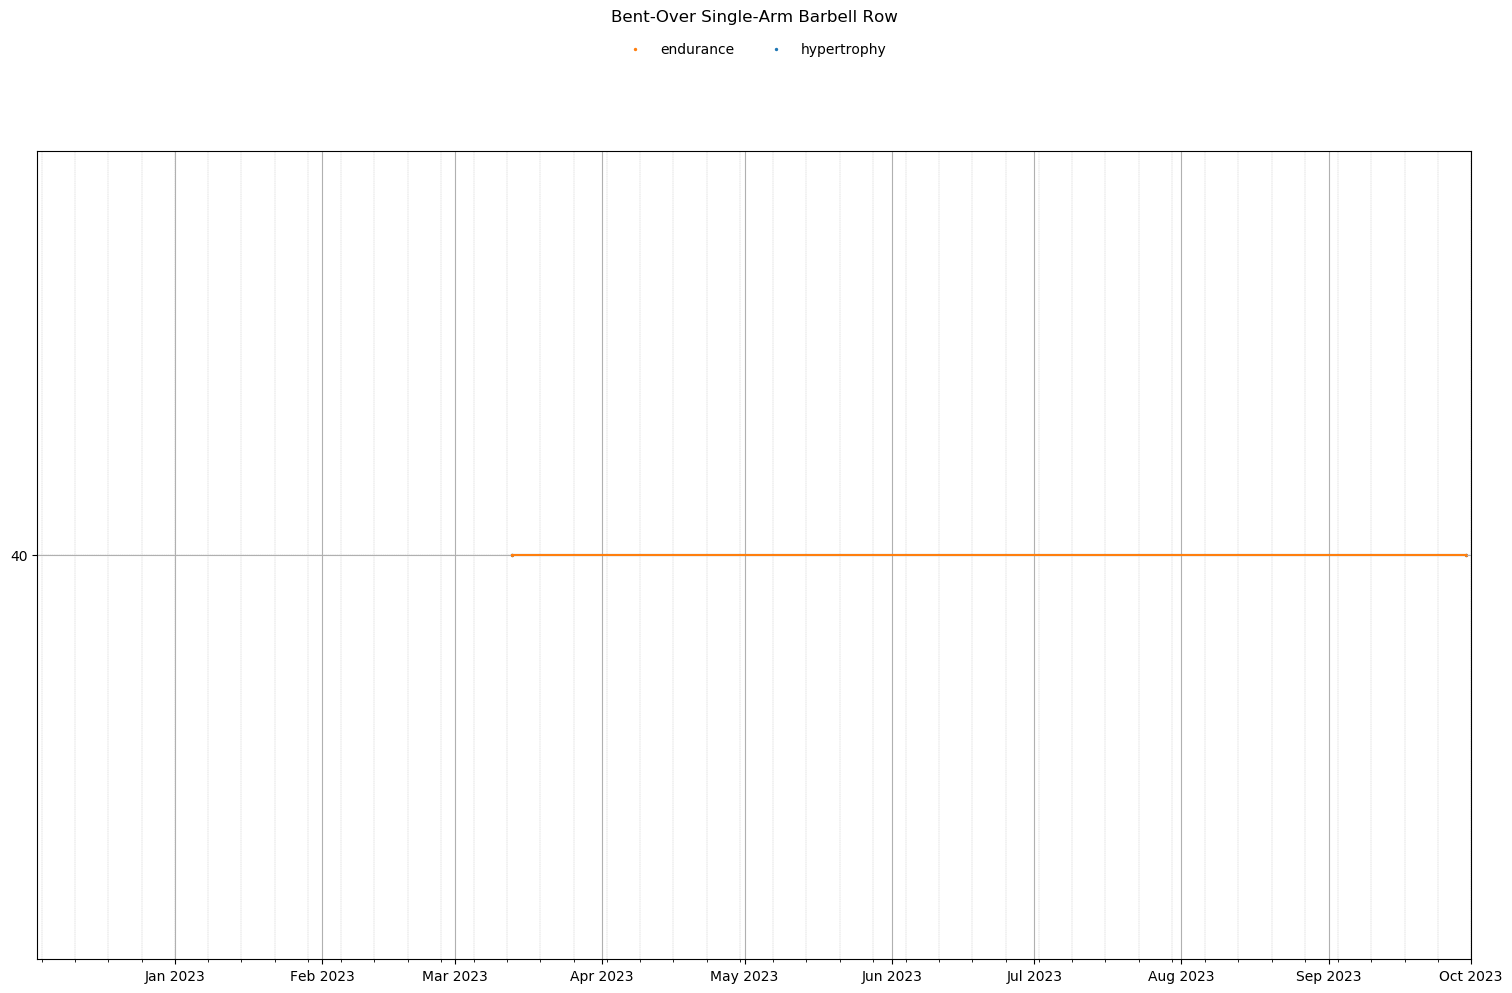 Bent-Over Single-Arm Barbell Row
endurance hypertrophy
40
Jan 2023 Feb 2023 Mar 2023 Apr 2023 May 2023 Jun 2023 Jul 2023 Aug 2023 Sep 2023 Oct 2023